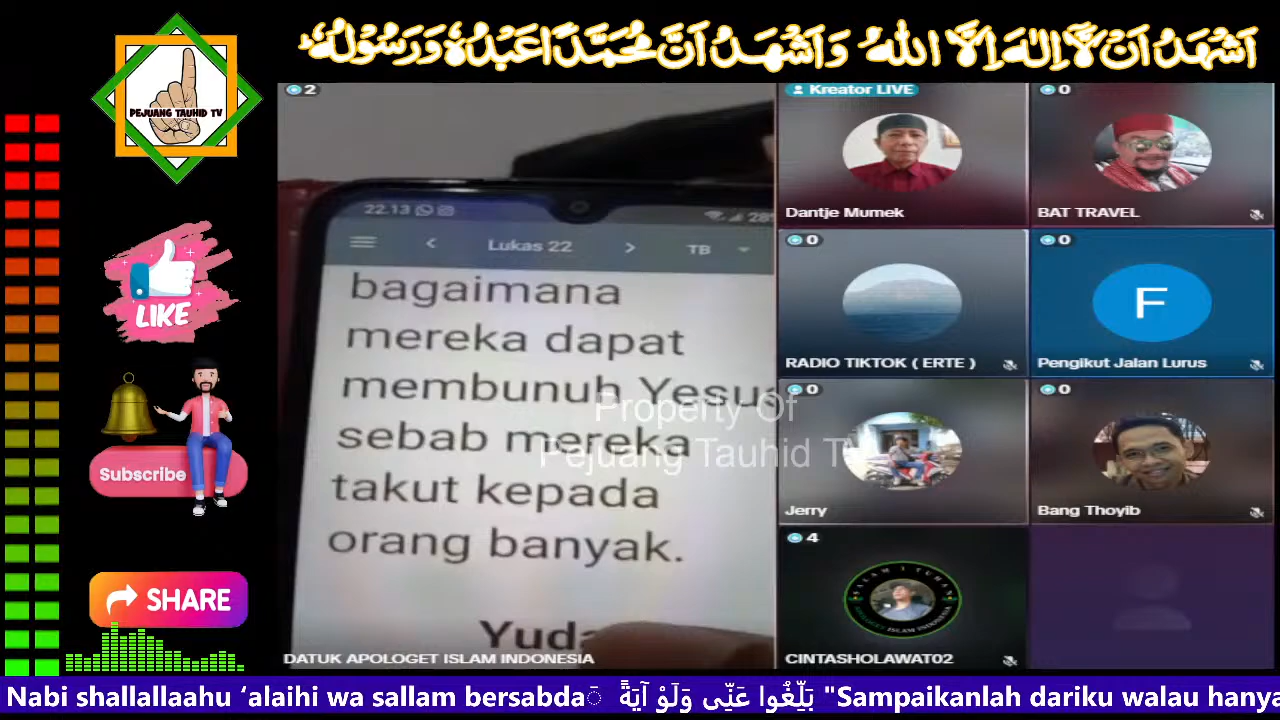 اَشْهَدُ اَنْ لَّآ اِلٰهَ اِلَّا اللهُ وَاَشْهَدُ اَنَّ مُحَمَّدًا عَبْدُهٗ وَرَسُوْلُهٗ
PEJUANG TAUHID TV
LIKE
Subscribe
SHARE
2
22.13
28
Lukas 22
TB
bagaimana
mereka dapat
membunuh Yesus
sebab mereka
takut kepada
orang banyak.
Property Of
Pejuang Tauhid TV
DATUK APOLOGET ISLAM INDONESIA
Kreator LIVE
Dantje Mumek
0
BAT TRAVEL
0
RADIO TIKTOK ( ERTE )
0
F
Pengikut Jalan Lurus
0
Jerry
0
Bang Thoyib
4
CINTASHOLAWAT02
Nabi shallallaahu ‘alaihi wa sallam bersabda بَلِّغُوا عَنِّى وَلَوْ آيَةً "Sampaikanlah dariku walau hanya